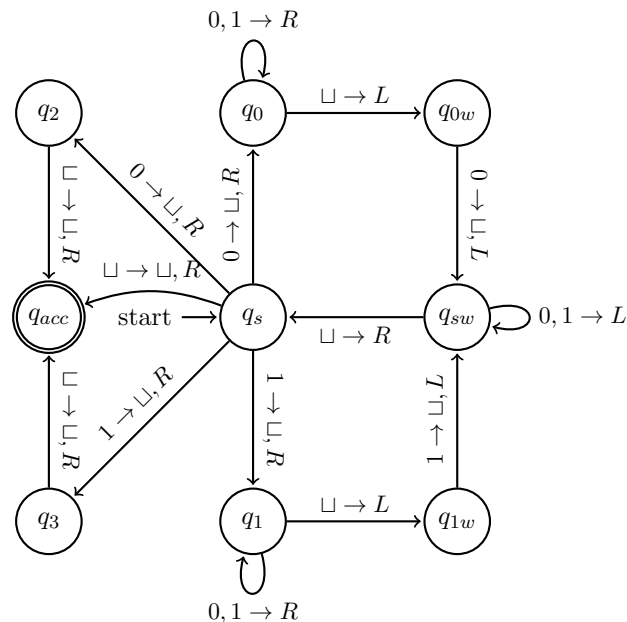 0, 1 → R
q₂
q₀
⊔ → L
q₀w
⊔ → ⊔, R
0 → ⊔, R
0 → ⊔, R
0 → ⊔, L
⊔ → ⊔, R
qacc
start
qs
⊔ → R
qsw
0, 1 → L
⊔ → ⊔, R
1 → ⊔, R
1 → ⊔, R
1 → ⊔, L
q₃
q₁
⊔ → L
q₁w
0, 1 → R